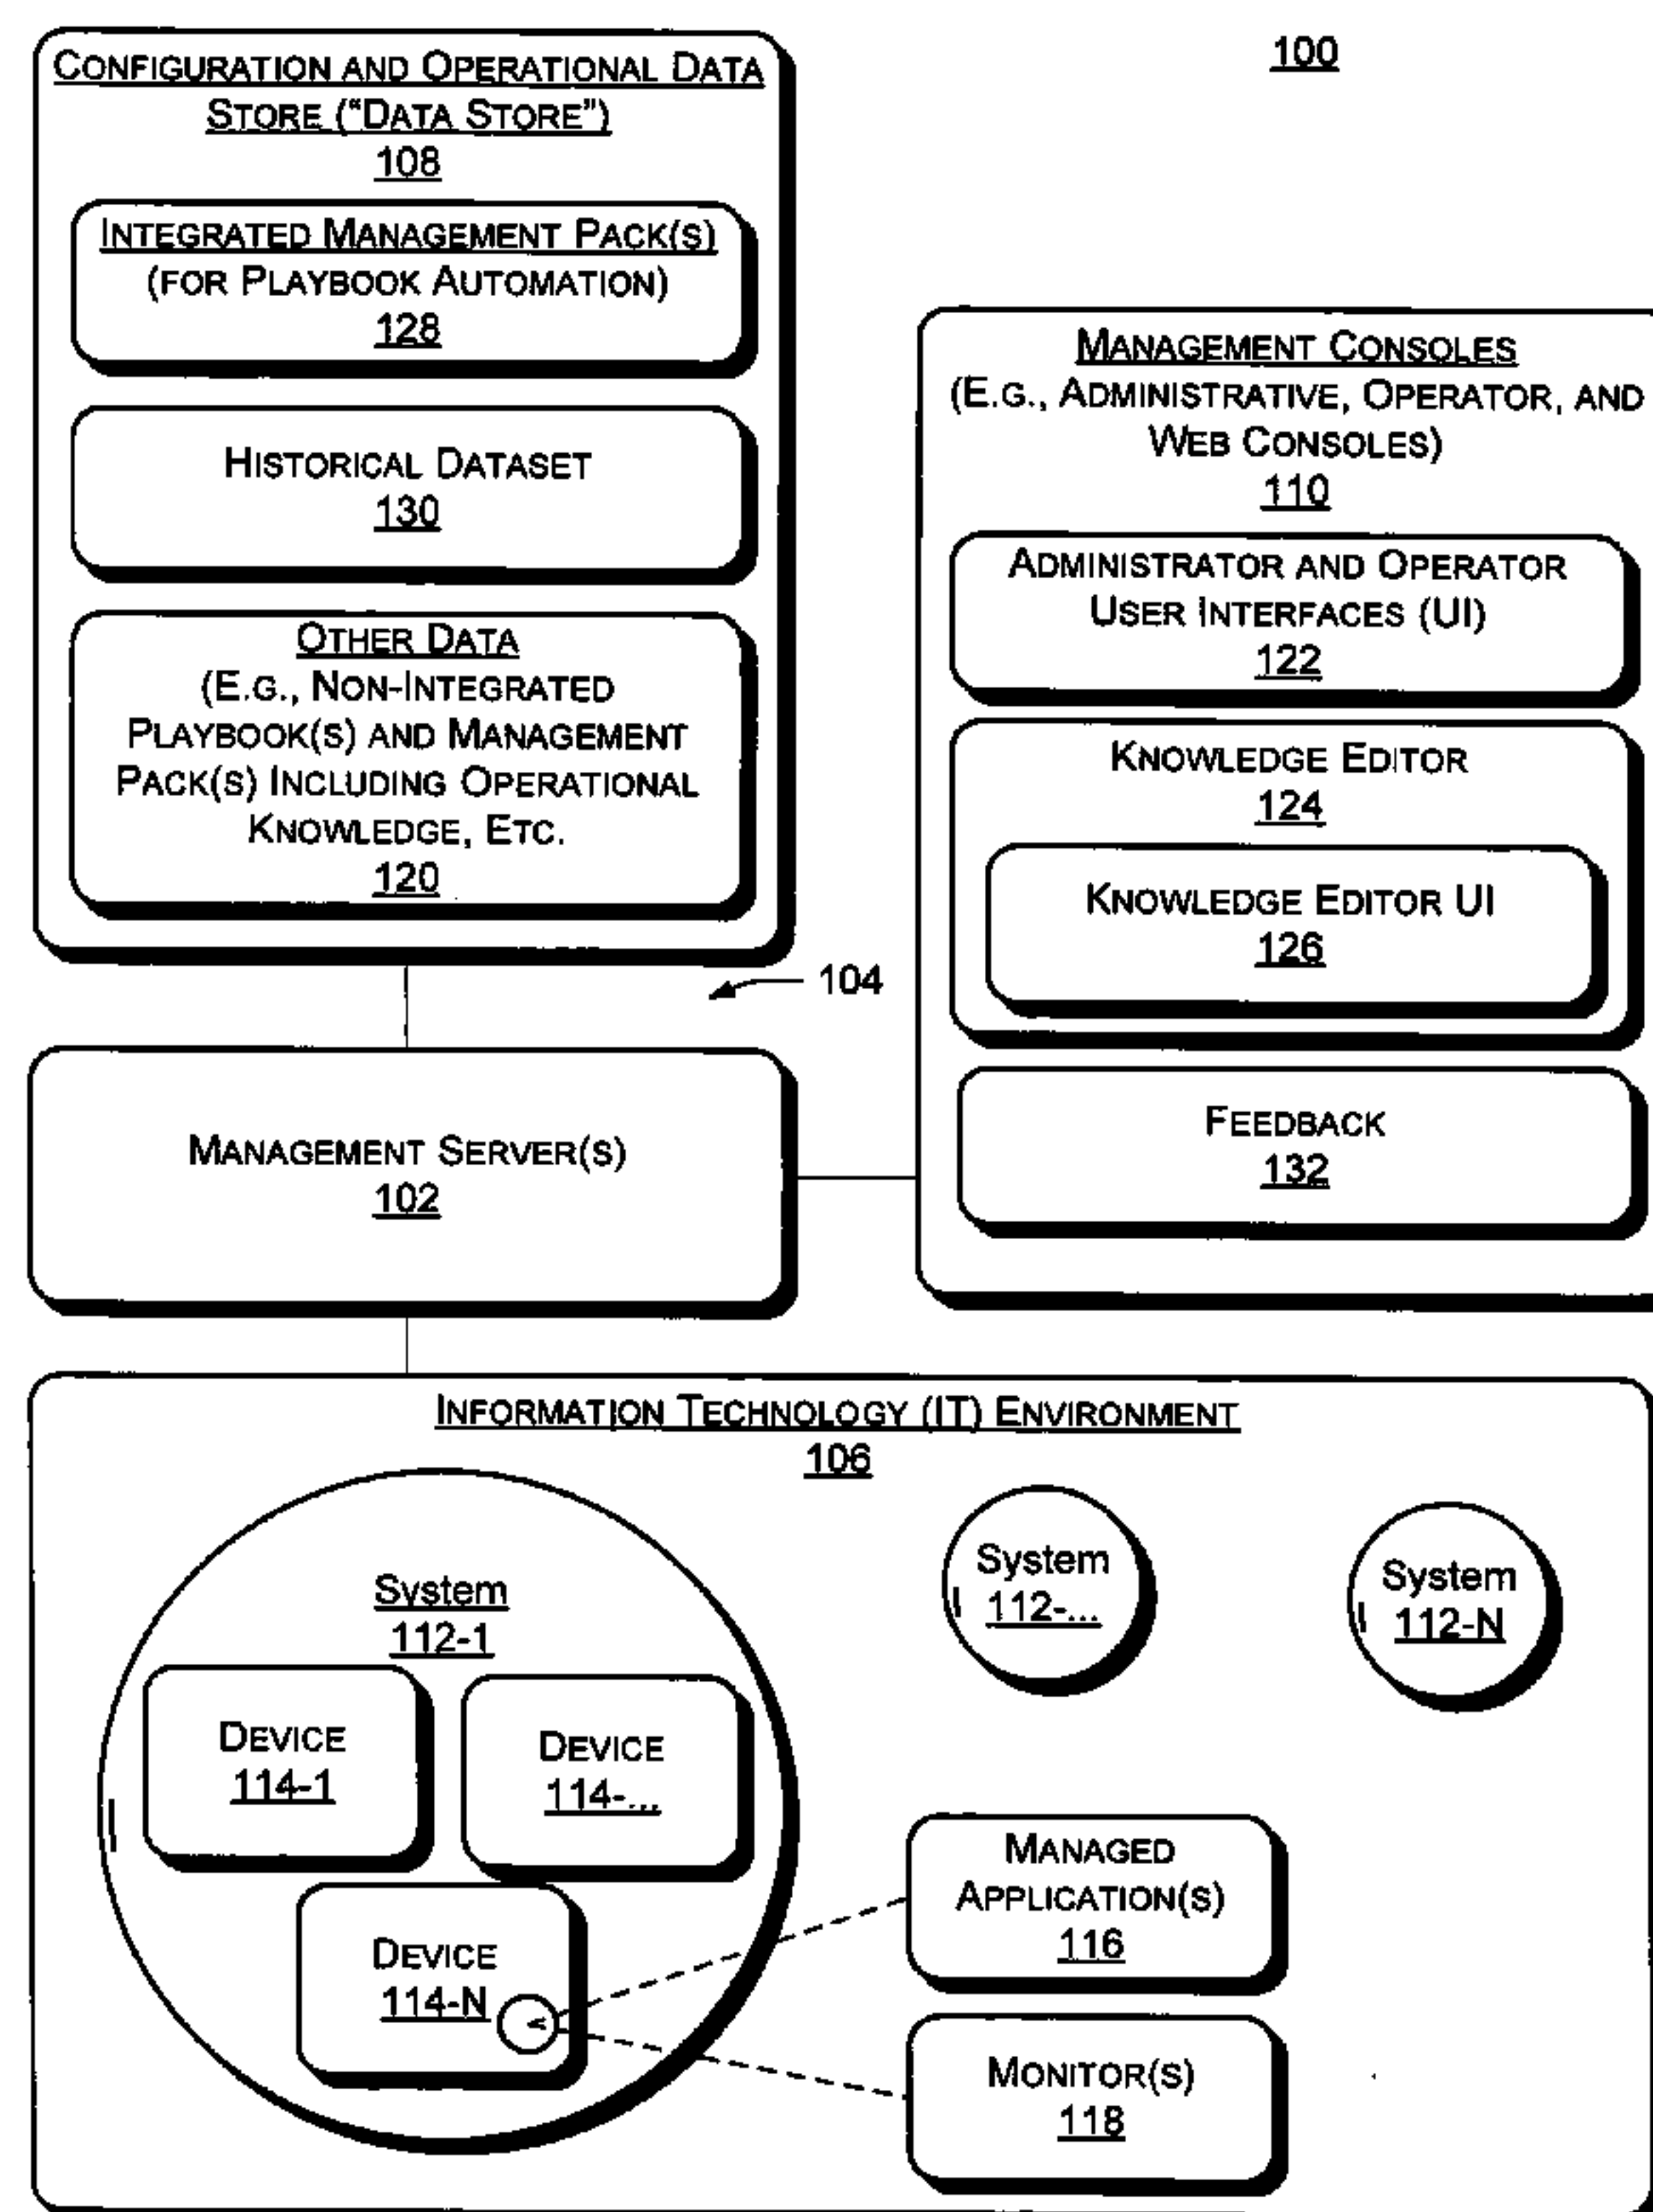 100
CONFIGURATION AND OPERATIONAL DATA
STORE ("DATA STORE")
108
INTEGRATED MANAGEMENT PACK(S)
(FOR PLAYBOOK AUTOMATION)
128
HISTORICAL DATASET
130
OTHER DATA
(E.G., NON-INTEGRATED
PLAYBOOK(S) AND MANAGEMENT
PACK(S) INCLUDING OPERATIONAL
KNOWLEDGE, ETC.
120
MANAGEMENT CONSOLES
(E.G., ADMINISTRATIVE, OPERATOR, AND
WEB CONSOLES)
110
ADMINISTRATOR AND OPERATOR
USER INTERFACES (UI)
122
KNOWLEDGE EDITOR
124
KNOWLEDGE EDITOR UI
126
FEEDBACK
132
104
MANAGEMENT SERVER(S)
102
INFORMATION TECHNOLOGY (IT) ENVIRONMENT
106
System
112-1
DEVICE
114-1
DEVICE
114-...
DEVICE
114-N
System
112-...
System
112-N
MANAGED
APPLICATION(S)
116
MONITOR(S)
118